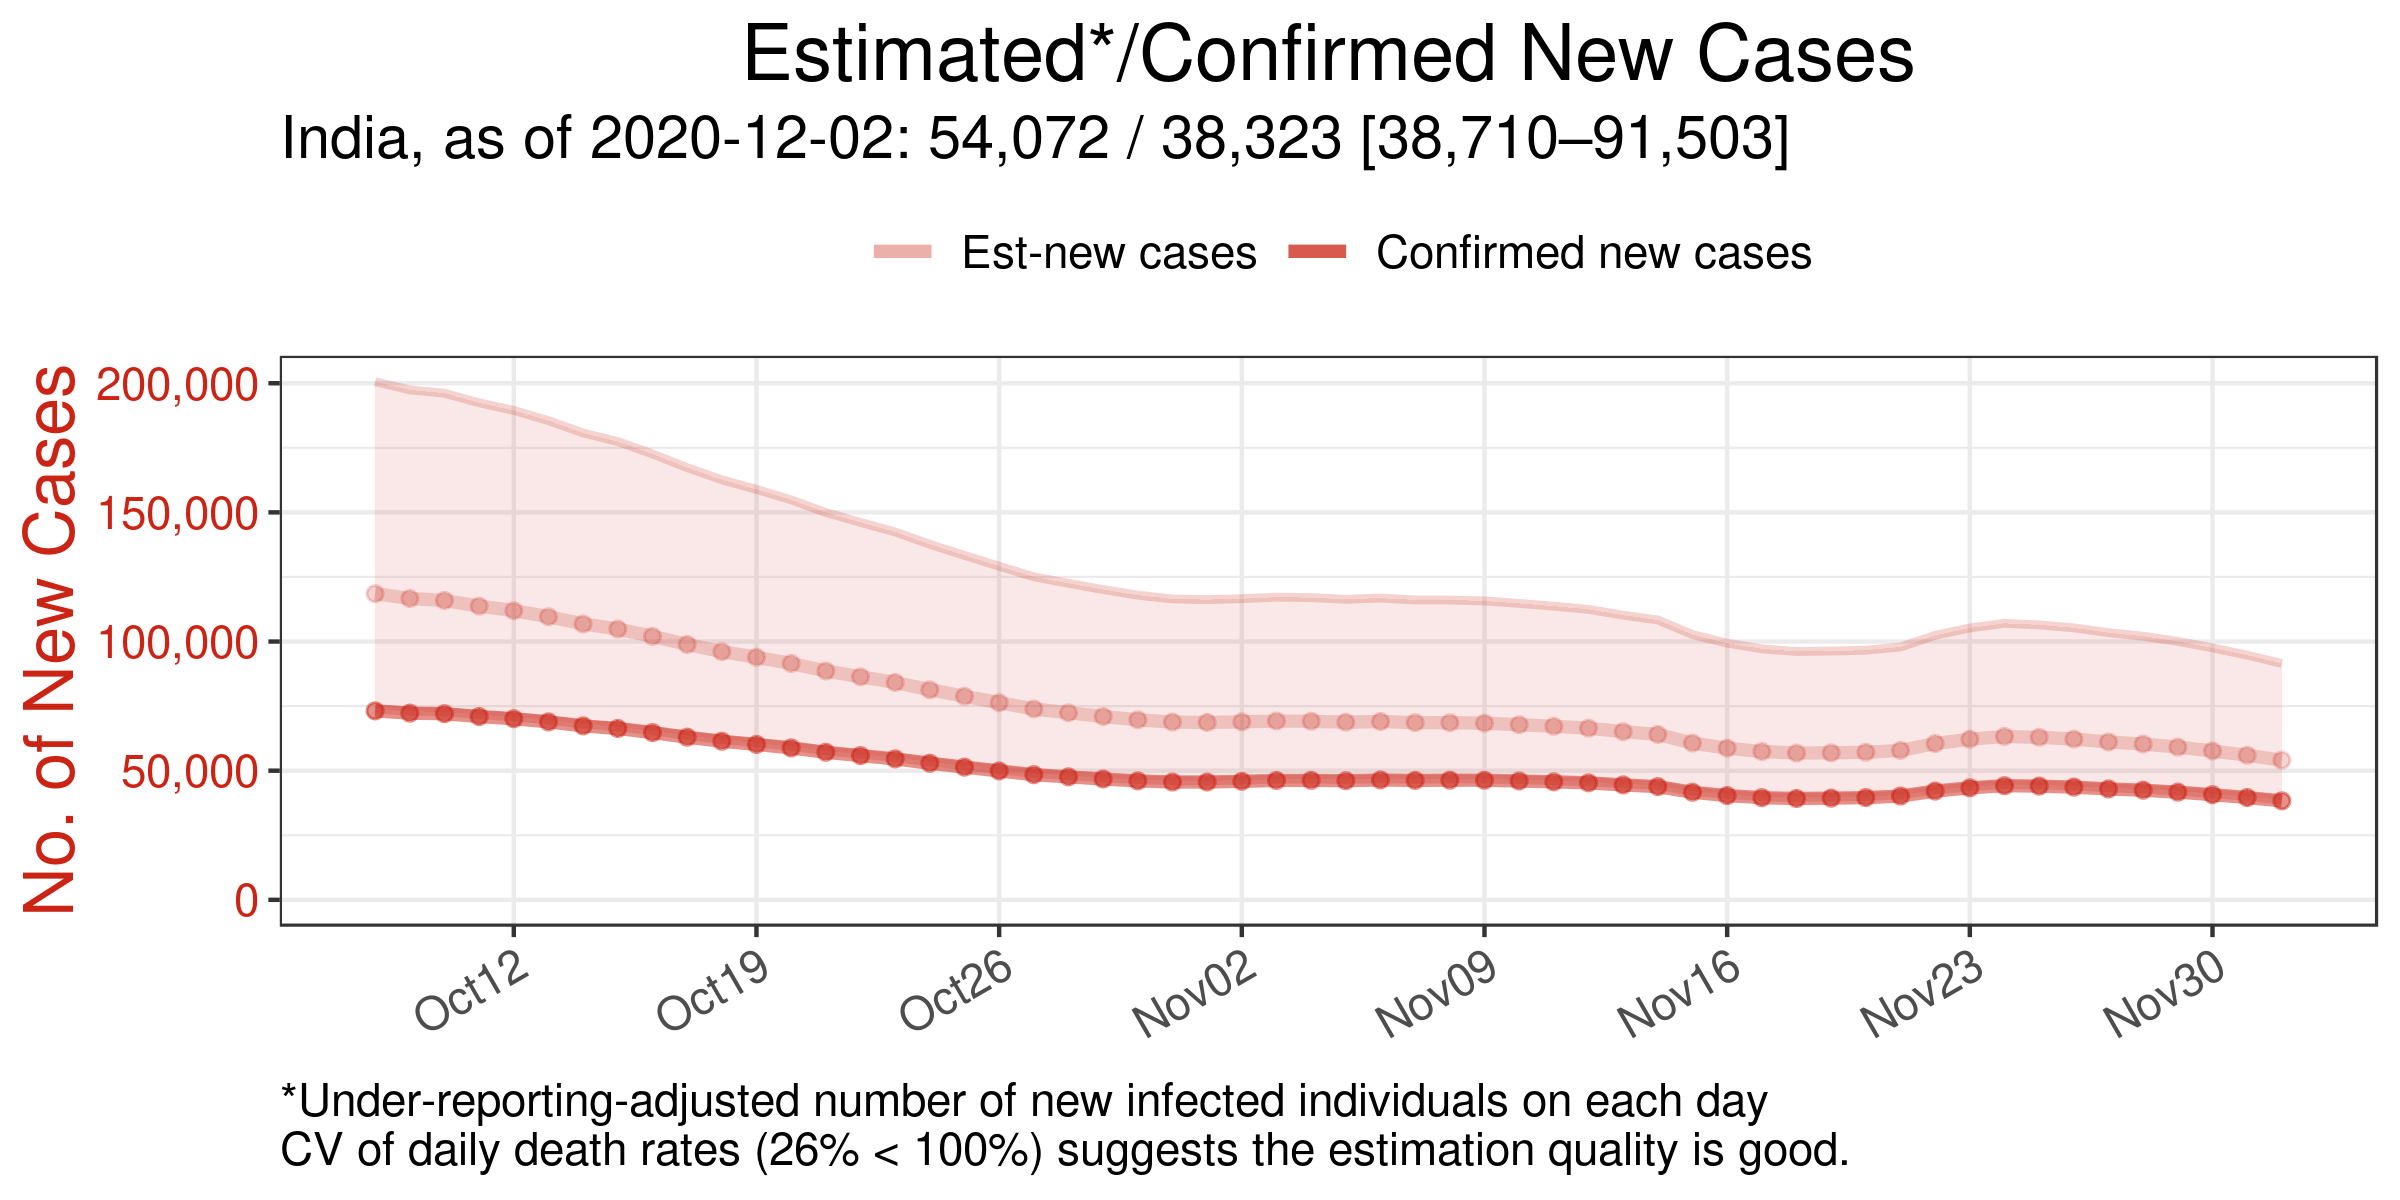 Estimated*/Confirmed New Cases
India, as of 2020-12-02: 54,072 / 38,323 [38,710–91,503]
Est-new cases Confirmed new cases
No. of New Cases
200,000
150,000
100,000
50,000
0
Oct12 Oct19 Oct26 Nov02 Nov09 Nov16 Nov23 Nov30
*Under-reporting-adjusted number of new infected individuals on each day
CV of daily death rates (26% < 100%) suggests the estimation quality is good.